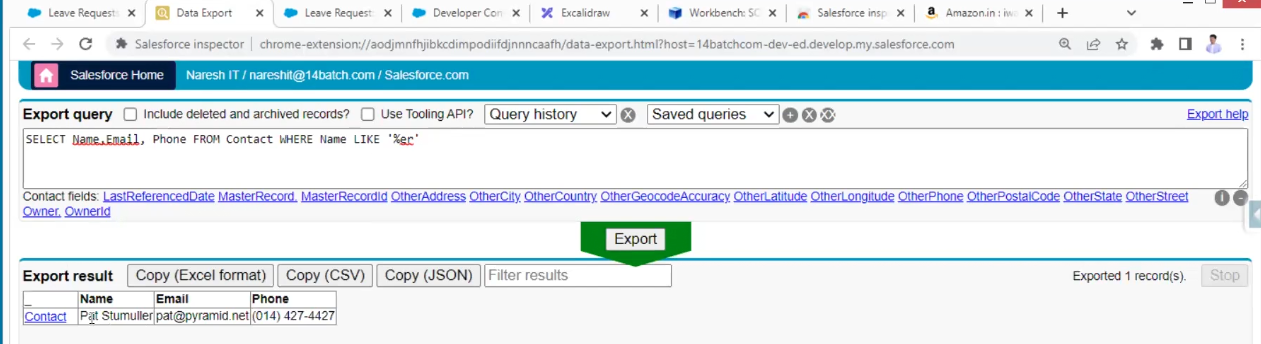 Leave Requests
Data Export
Leave Request:
Developer Con
Excalidraw
Workbench: SC
Salesforce insp
Amazon.in : iw
Salesforce inspector | chrome-extension://aodjmnfhjibkcdimpodiifdjnnncaafh/data-export.html?host=14batchcom-dev-ed.develop.my.salesforce.com
Salesforce Home Naresh IT / nareshit@14batch.com / Salesforce.com
Export query Include deleted and archived records? Use Tooling API? Query history X Saved queries + X Export help
SELECT Name,Email, Phone FROM Contact WHERE Name LIKE '%er'
Contact fields: LastReferencedDate MasterRecord. MasterRecordId OtherAddress OtherCity OtherCountry OtherGeocodeAccuracy OtherLatitude OtherLongitude OtherPhone OtherPostalCode OtherState OtherStreet
Owner. OwnerId
Export
Export result Copy (Excel format) Copy (CSV) Copy (JSON) Filter results Exported 1 record(s). Stop
_ Name Email Phone
Contact Pat Stumuller pat@pyramid.net (014) 427-4427